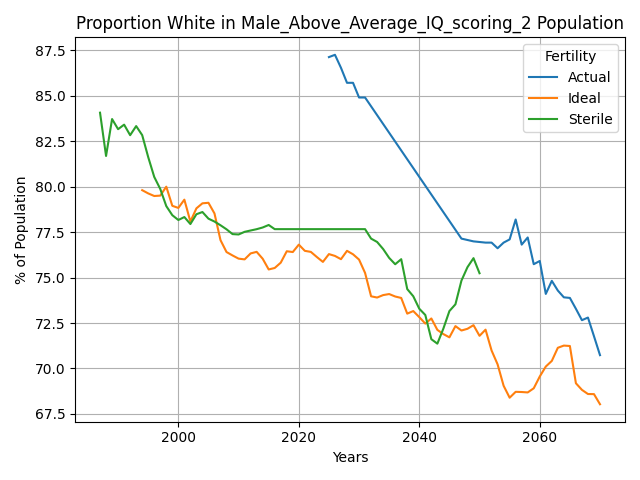 Proportion White in Male_Above_Average_IQ_scoring_2 Population
87.5
85.0
82.5
80.0
77.5
75.0
72.5
70.0
67.5
% of Population
Fertility
Actual
Ideal
Sterile
2000
2020
2040
2060
Years